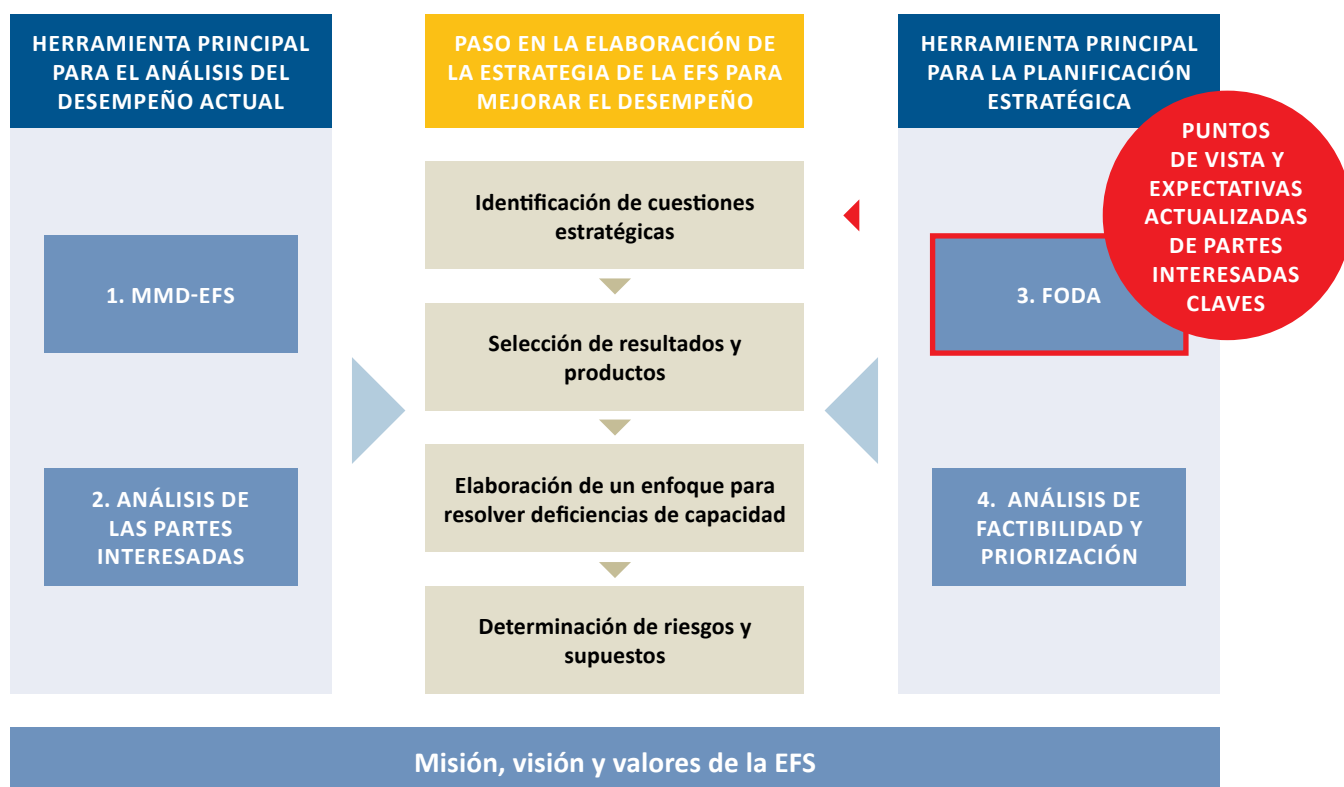 HERRAMIENTA PRINCIPAL
PARA EL ANÁLISIS DEL
DESEMPEÑO ACTUAL
1. MMD-EFS
2. ANÁLISIS DE
LAS PARTES
INTERESADAS
PASO EN LA ELABORACIÓN DE
LA ESTRATEGIA DE LA EFS PARA
MEJORAR EL DESEMPEÑO
Identificación de cuestiones
estratégicas
Selección de resultados y
productos
Elaboración de un enfoque para
resolver deficiencias de capacidad
Determinación de riesgos y
supuestos
HERRAMIENTA PRINCIPAL
PARA LA PLANIFICACIÓN
ESTRATÉGICA
PUNTOS
DE VISTA Y
EXPECTATIVAS
ACTUALIZADAS
DE PARTES
INTERESADAS
CLAVES
3. FODA
4. ANÁLISIS DE
FACTIBILIDAD Y
PRIORIZACIÓN
Misión, visión y valores de la EFS